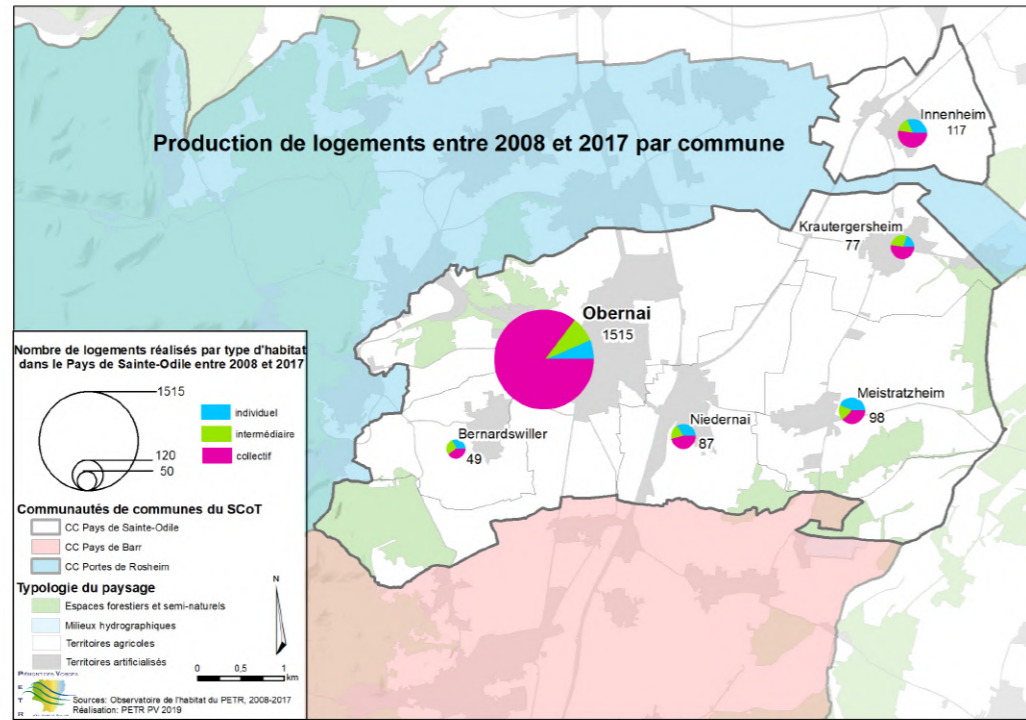 Production de logements entre 2008 et 2017 par commune
Innenheim
117
Krautergersheim
77
Obernai
1515
Meistratzheim
98
Niedernai
87
Bernardswiller
49
Nombre de logements réalisés par type d'habitat
dans le Pays de Sainte-Odile entre 2008 et 2017
1515
120
50
individuel
intermédiaire
collectif
Communautés de communes du SCoT
CC Pays de Sainte-Odile
CC Pays de Barr
CC Portes de Rosheim
Typologie du paysage
Espaces forestiers et semi-naturels
Milieux hydrographiques
Territoires agricoles
Territoires artificialisés
N
0 0,5 1
km
PIÉMONT DES VOSGES
P
E
T
R
Sources: Observatoire de l'habitat du PETR, 2008-2017
Réalisation: PETR PV 2019